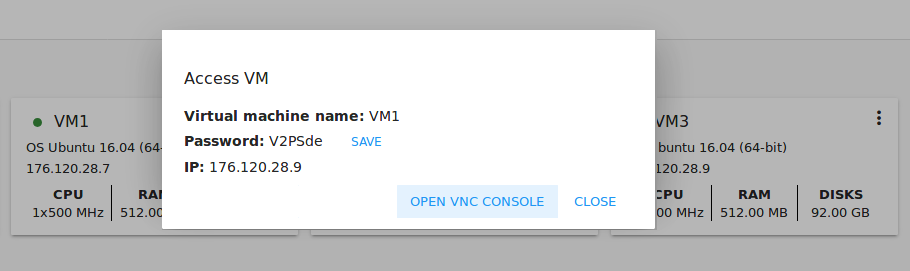 Access VM
Virtual machine name: VM1
Password: V2PSde SAVE
IP: 176.120.28.9
OPEN VNC CONSOLE CLOSE
VM1
OS Ubuntu 16.04 (64-
176.120.28.7
CPU RAM
1x500 MHz 512.00
VM3
buntu 16.04 (64-bit)
.28.9
CPU RAM DISKS
00 MHz 512.00 MB 92.00 GB